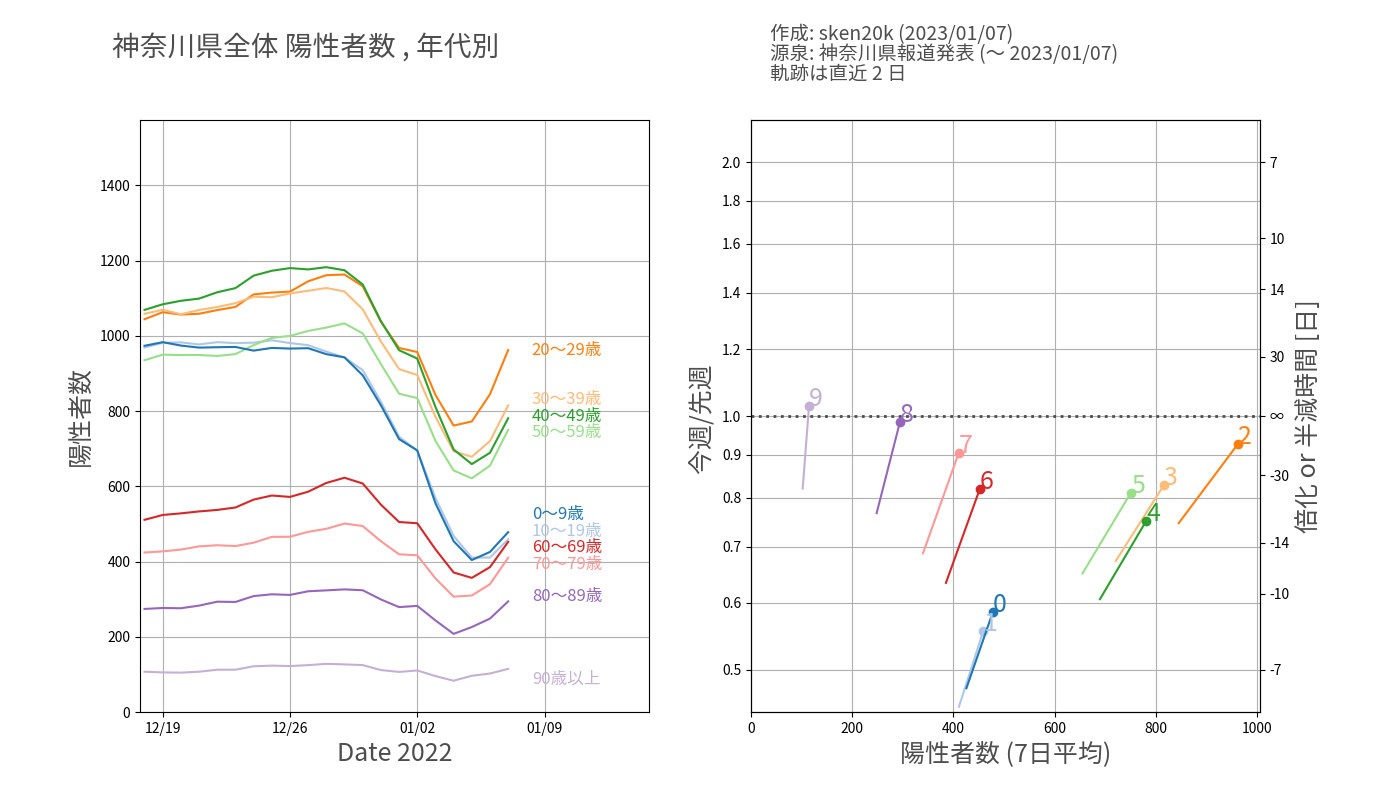 神奈川県全体 陽性者数 , 年代別
作成: sken20k (2023/01/07)
源泉: 神奈川県報道発表 (〜 2023/01/07)
軌跡は直近 2 日
陽性者数
1400
1200
1000
800
600
400
200
0
12/19
12/26
01/02
01/09
Date 2022
20〜29歳
30〜39歳
40〜49歳
50〜59歳
0〜9歳
10〜19歳
60〜69歳
70〜79歳
80〜89歳
90歳以上
今週/先週
2.0
1.8
1.6
1.4
1.2
1.0
0.9
0.8
0.7
0.6
0.5
9
8
7
6
5
3
4
2
0
1
0
200
400
600
800
1000
陽性者数 (7日平均)
7
10
14
30
∞
-30
-14
-10
-7
倍化 or 半減時間 [日]